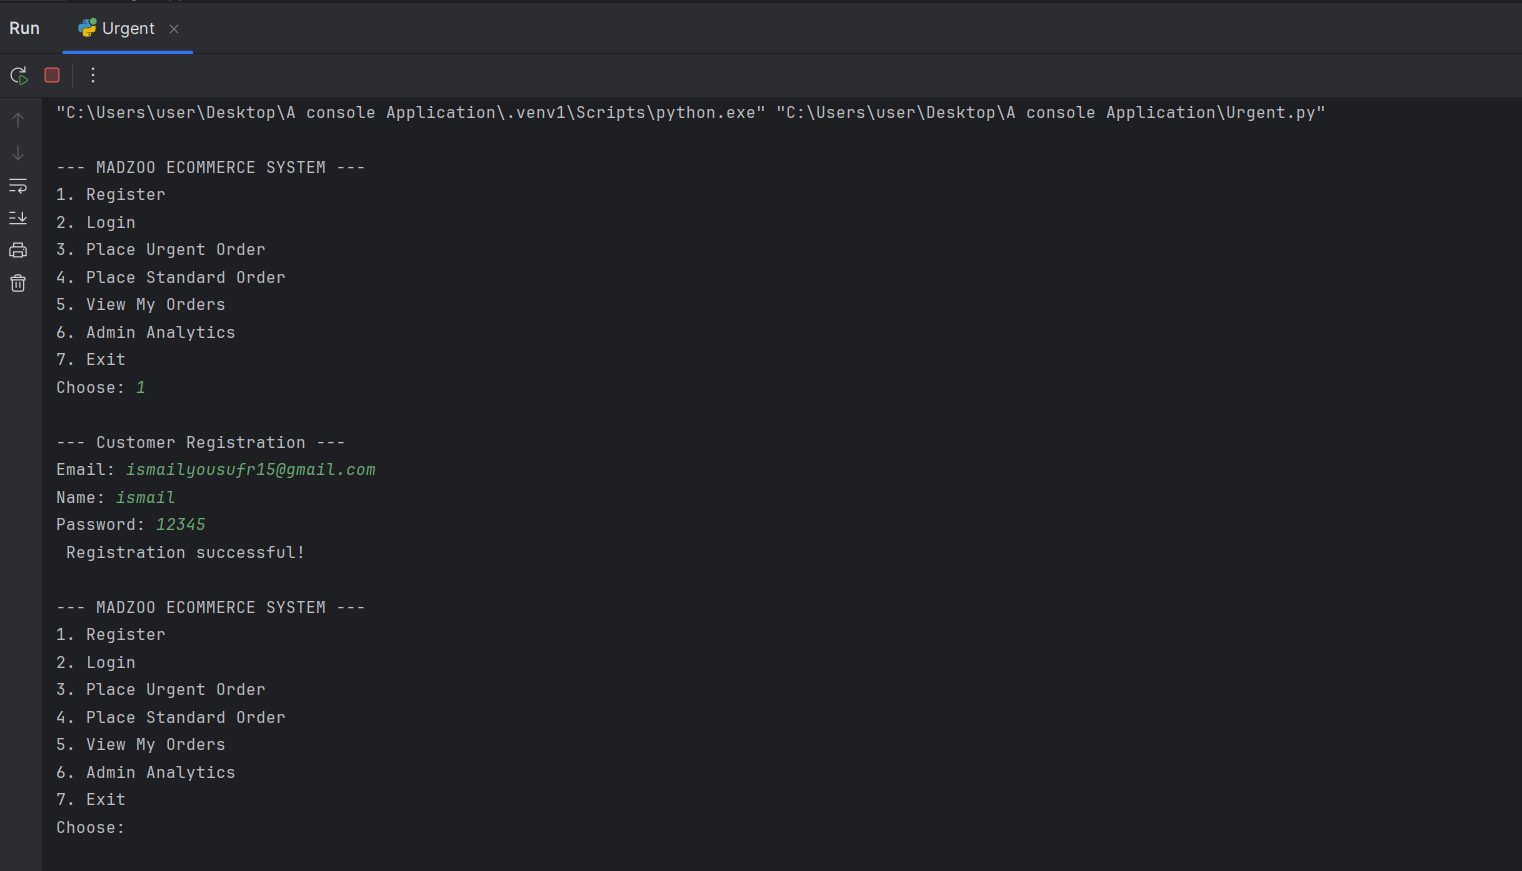 Run Urgent
"C:\Users\user\Desktop\A console Application\.venv1\Scripts\python.exe" "C:\Users\user\Desktop\A console Application\Urgent.py"
--- MADZOO ECOMMERCE SYSTEM ---
1. Register
2. Login
3. Place Urgent Order
4. Place Standard Order
5. View My Orders
6. Admin Analytics
7. Exit
Choose: 1
--- Customer Registration ---
Email: ismailyousufr15@gmail.com
Name: ismail
Password: 12345
Registration successful!
--- MADZOO ECOMMERCE SYSTEM ---
1. Register
2. Login
3. Place Urgent Order
4. Place Standard Order
5. View My Orders
6. Admin Analytics
7. Exit
Choose: